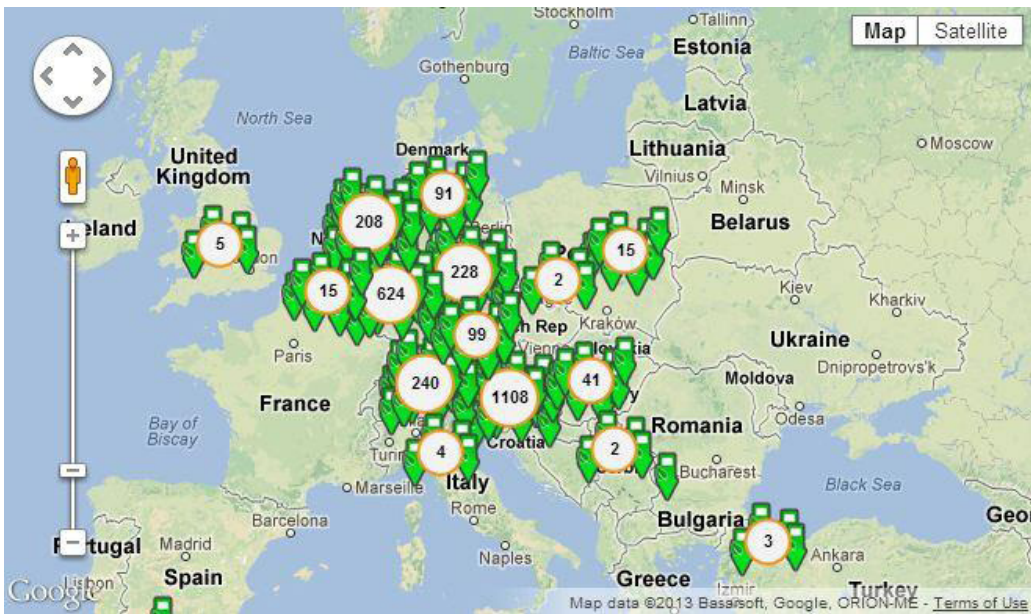 Stockholm
Tallinn
Map
Satellite
Estonia
Baltic Sea
Gothenburg
Latvia
North Sea
Denmark
Lithuania
Moscow
United
Kingdom
Vilnius
Minsk
91
208
Belarus
5
15
228
2
15
624
Kiev
Kharkiv
99
Kraków
Ukraine
Paris
Dnipropetrovs'k
240
1108
41
Moldova
France
Odesa
Bay of
Biscay
4
Croatia
2
Romania
Bucharest
Marseille
Italy
Black Sea
Rome
Barcelona
Bulgaria
Madrid
3
Naples
Ankara
Spain
Greece
Izmir
Turkey
Google
Map data ©2013 Basarsoft, Google, ORION-ME - Terms of Use